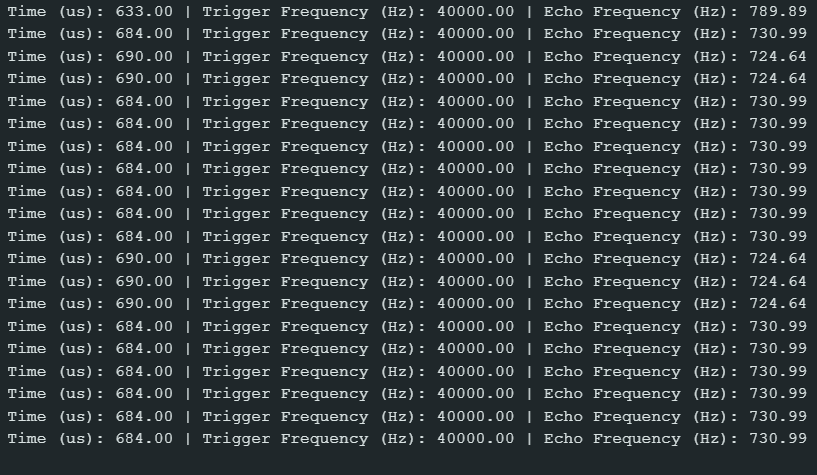 Time (us): 633.00 | Trigger Frequency (Hz): 40000.00 | Echo Frequency (Hz): 789.89
Time (us): 684.00 | Trigger Frequency (Hz): 40000.00 | Echo Frequency (Hz): 730.99
Time (us): 690.00 | Trigger Frequency (Hz): 40000.00 | Echo Frequency (Hz): 724.64
Time (us): 690.00 | Trigger Frequency (Hz): 40000.00 | Echo Frequency (Hz): 724.64
Time (us): 684.00 | Trigger Frequency (Hz): 40000.00 | Echo Frequency (Hz): 730.99
Time (us): 684.00 | Trigger Frequency (Hz): 40000.00 | Echo Frequency (Hz): 730.99
Time (us): 684.00 | Trigger Frequency (Hz): 40000.00 | Echo Frequency (Hz): 730.99
Time (us): 684.00 | Trigger Frequency (Hz): 40000.00 | Echo Frequency (Hz): 730.99
Time (us): 684.00 | Trigger Frequency (Hz): 40000.00 | Echo Frequency (Hz): 730.99
Time (us): 684.00 | Trigger Frequency (Hz): 40000.00 | Echo Frequency (Hz): 730.99
Time (us): 684.00 | Trigger Frequency (Hz): 40000.00 | Echo Frequency (Hz): 730.99
Time (us): 690.00 | Trigger Frequency (Hz): 40000.00 | Echo Frequency (Hz): 724.64
Time (us): 690.00 | Trigger Frequency (Hz): 40000.00 | Echo Frequency (Hz): 724.64
Time (us): 690.00 | Trigger Frequency (Hz): 40000.00 | Echo Frequency (Hz): 724.64
Time (us): 684.00 | Trigger Frequency (Hz): 40000.00 | Echo Frequency (Hz): 730.99
Time (us): 684.00 | Trigger Frequency (Hz): 40000.00 | Echo Frequency (Hz): 730.99
Time (us): 684.00 | Trigger Frequency (Hz): 40000.00 | Echo Frequency (Hz): 730.99
Time (us): 684.00 | Trigger Frequency (Hz): 40000.00 | Echo Frequency (Hz): 730.99
Time (us): 684.00 | Trigger Frequency (Hz): 40000.00 | Echo Frequency (Hz): 730.99
Time (us): 684.00 | Trigger Frequency (Hz): 40000.00 | Echo Frequency (Hz): 730.99